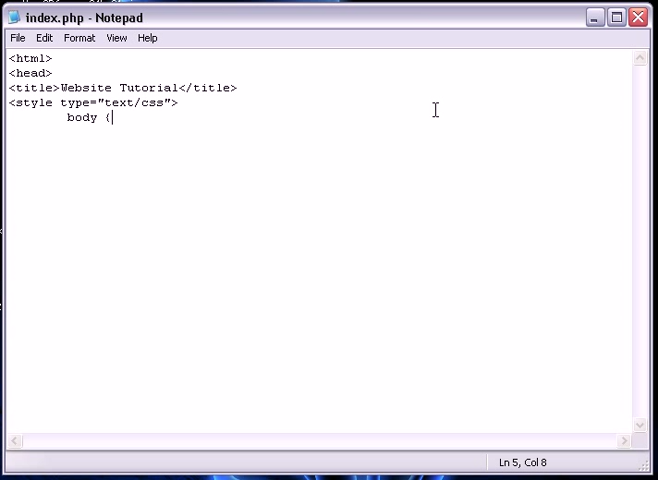 index.php - Notepad
File Edit Format View Help
<html>
<head>
<title>Website Tutorial</title>
<style type="text/css">
body {
Ln 5, Col 8